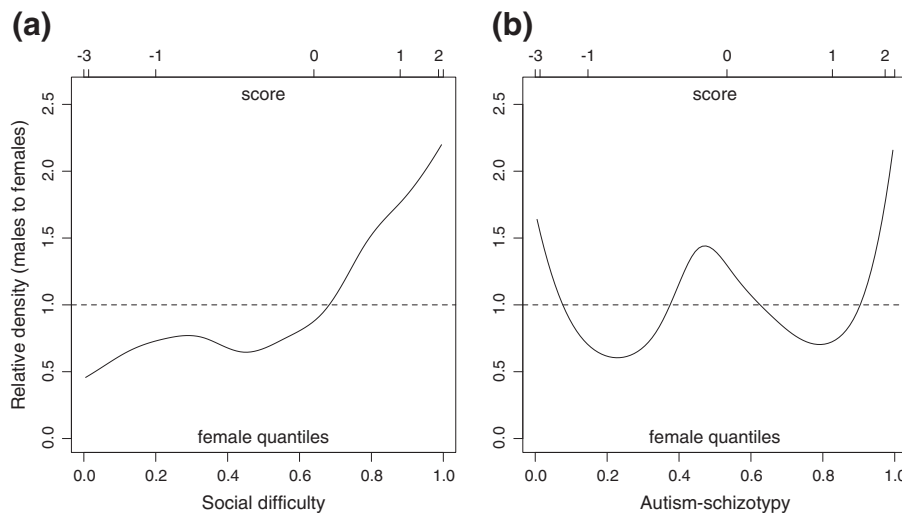 (a)
-3 -1 0 1 2
score
Relative density (males to females)
2.5
2.0
1.5
1.0
0.5
0.0
female quantiles
0.0 0.2 0.4 0.6 0.8 1.0
Social difficulty
(b)
-3 -1 0 1 2
score
2.5
2.0
1.5
1.0
0.5
0.0
female quantiles
0.0 0.2 0.4 0.6 0.8 1.0
Autism-schizotypy